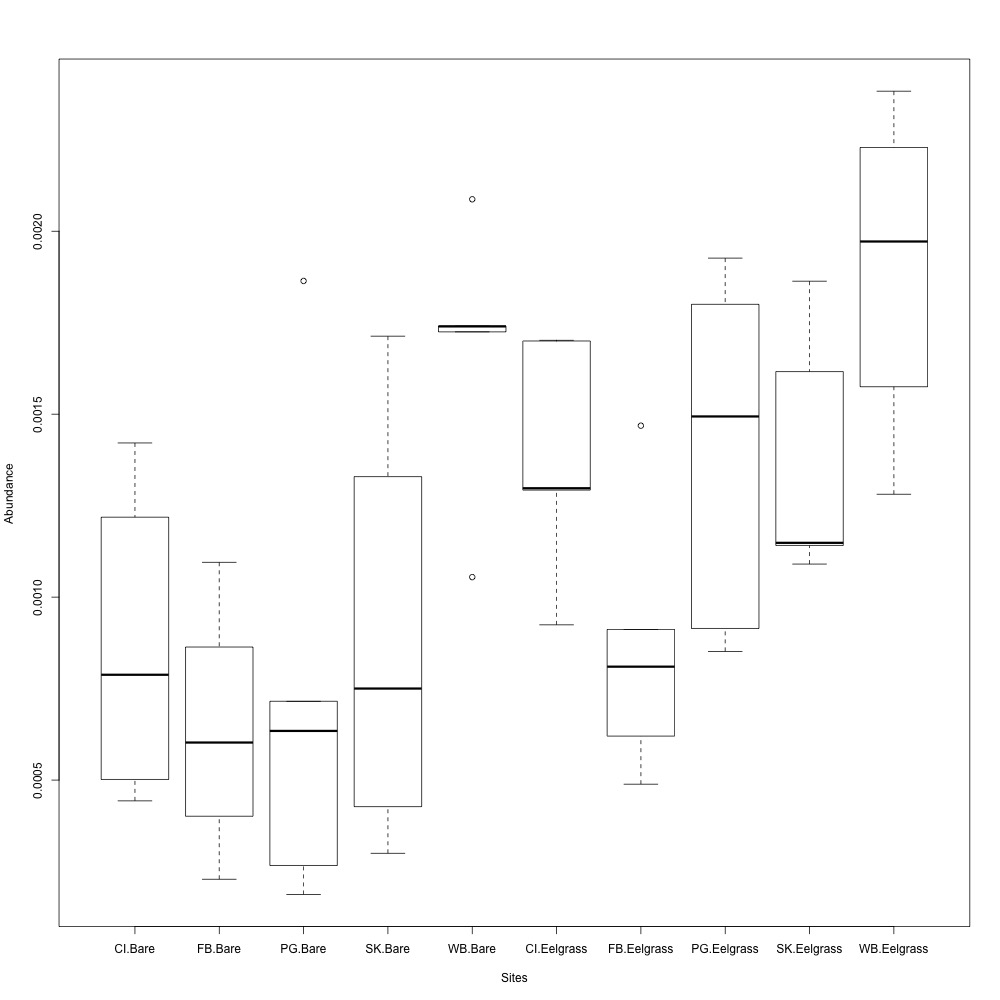 Abundance
0.0020
0.0015
0.0010
0.0005
CI.Bare FB.Bare PG.Bare SK.Bare WB.Bare CI.Eelgrass FB.Eelgrass PG.Eelgrass SK.Eelgrass WB.Eelgrass
Sites